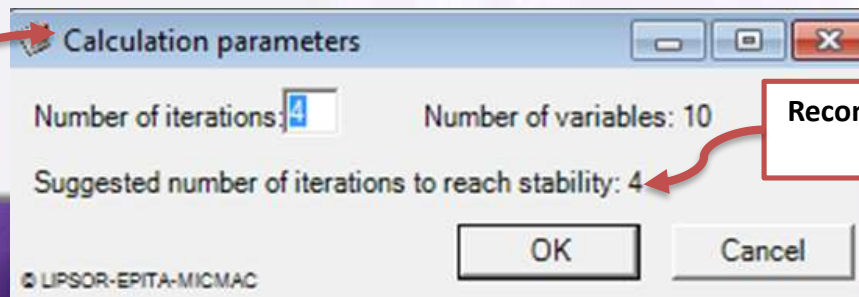 Calculation parameters
Number of iterations: 4 Number of variables: 10
Suggested number of iterations to reach stability: 4
OK Cancel
© LIPSOR-EPITA-MICMAC